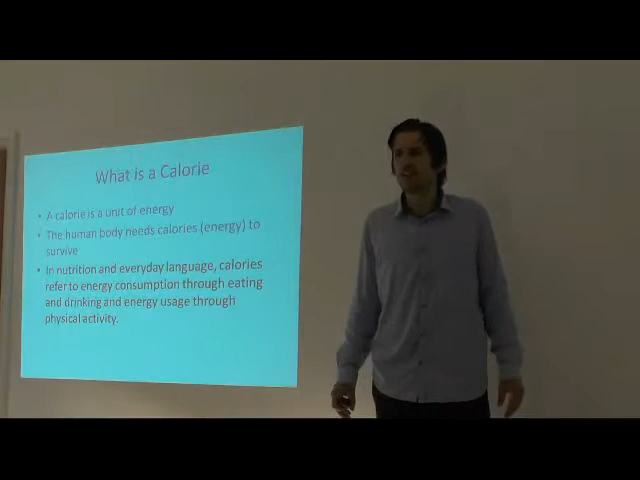 What is a Calorie
• A calorie is a unit of energy
• The human body needs calories (energy) to
survive
• In nutrition and everyday language, calories
refer to energy consumption through eating
and drinking and energy usage through
physical activity.